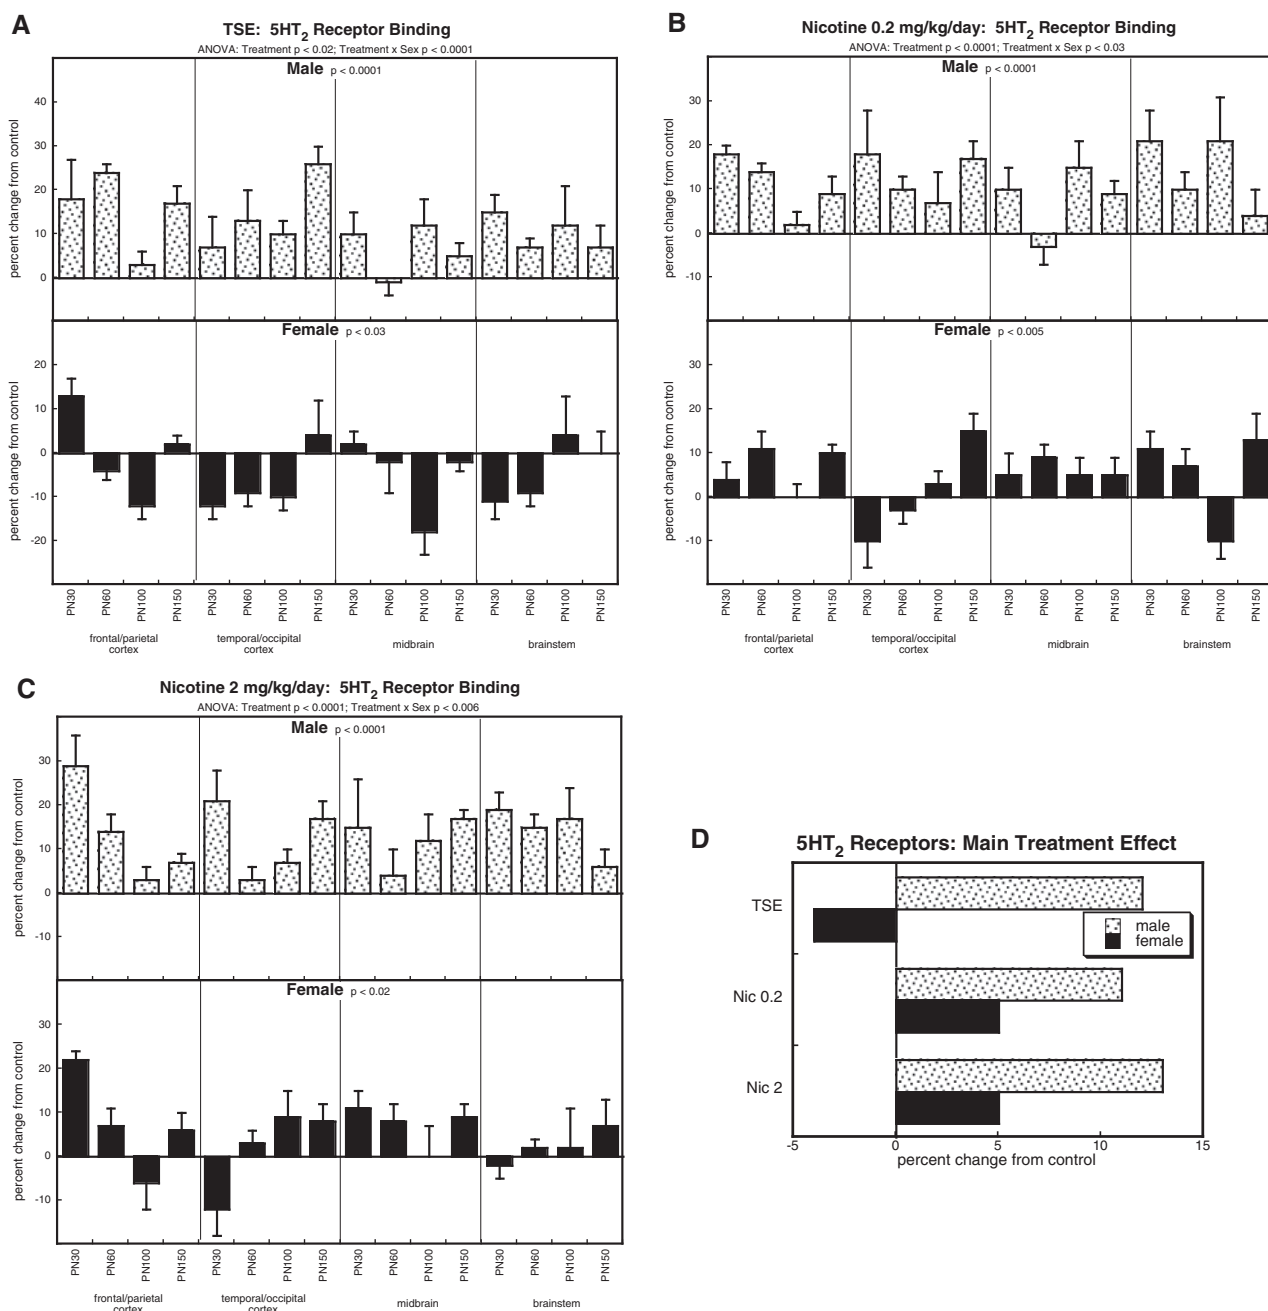 A
TSE: 5HT2 Receptor Binding
ANOVA: Treatment p < 0.02; Treatment x Sex p < 0.0001
Male p < 0.0001
percent change from control
40
30
20
10
0
Female p < 0.03
percent change from control
20
10
0
-10
-20
PN30 PN60 PN100 PN150 PN30 PN60 PN100 PN150 PN30 PN60 PN100 PN150 PN30 PN60 PN100 PN150
frontal/parietal temporal/occipital midbrain brainstem
cortex cortex
B
Nicotine 0.2 mg/kg/day: 5HT2 Receptor Binding
ANOVA: Treatment p < 0.0001; Treatment x Sex p < 0.03
Male p < 0.0001
percent change from control
30
20
10
0
-10
Female p < 0.005
percent change from control
30
20
10
0
-10
PN30 PN60 PN100 PN150 PN30 PN60 PN100 PN150 PN30 PN60 PN100 PN150 PN30 PN60 PN100 PN150
frontal/parietal temporal/occipital midbrain brainstem
cortex cortex
C
Nicotine 2 mg/kg/day: 5HT2 Receptor Binding
ANOVA: Treatment p < 0.0001; Treatment x Sex p < 0.006
Male p < 0.0001
percent change from control
30
20
10
0
-10
Female p < 0.02
percent change from control
30
20
10
0
-10
PN30 PN60 PN100 PN150 PN30 PN60 PN100 PN150 PN30 PN60 PN100 PN150 PN30 PN60 PN100 PN150
frontal/parietal temporal/occipital midbrain brainstem
cortex cortex
D
5HT2 Receptors: Main Treatment Effect
TSE
male
female
Nic 0.2
Nic 2
-5 0 5 10 15
percent change from control